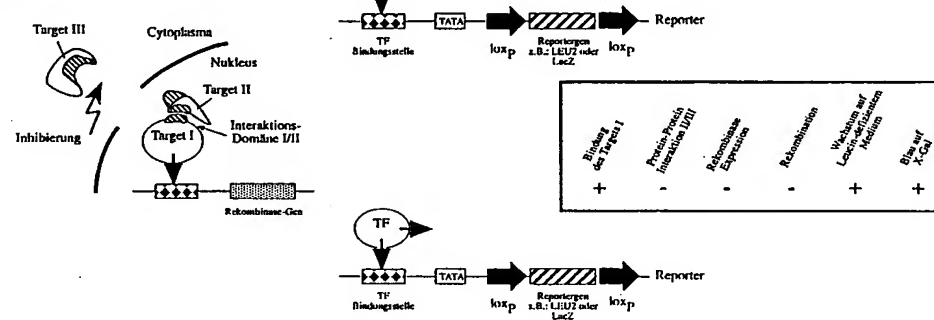 TATA
Reporter
TF
Bindungsstelle
loxP
Reportergen
z.B.: LEU2 oder
LacZ
loxP
Target III
Cytoplasma
Nukleus
Target II
Inhibierung
Target I
Interaktions-
Domäne I/II
Rekombinase-Gen
Bindung
des Targets I
+
Protein-Protein
Interaktion II/III
-
Rekombinase
Expression
-
Rekombination
-
Wachstum auf
Leucin-defizientem
Medium
+
Blau auf
X-Gal
+
TF
TATA
Reporter
TF
Bindungsstelle
loxP
Reportergen
z.B.: LEU2 oder
LacZ
loxP